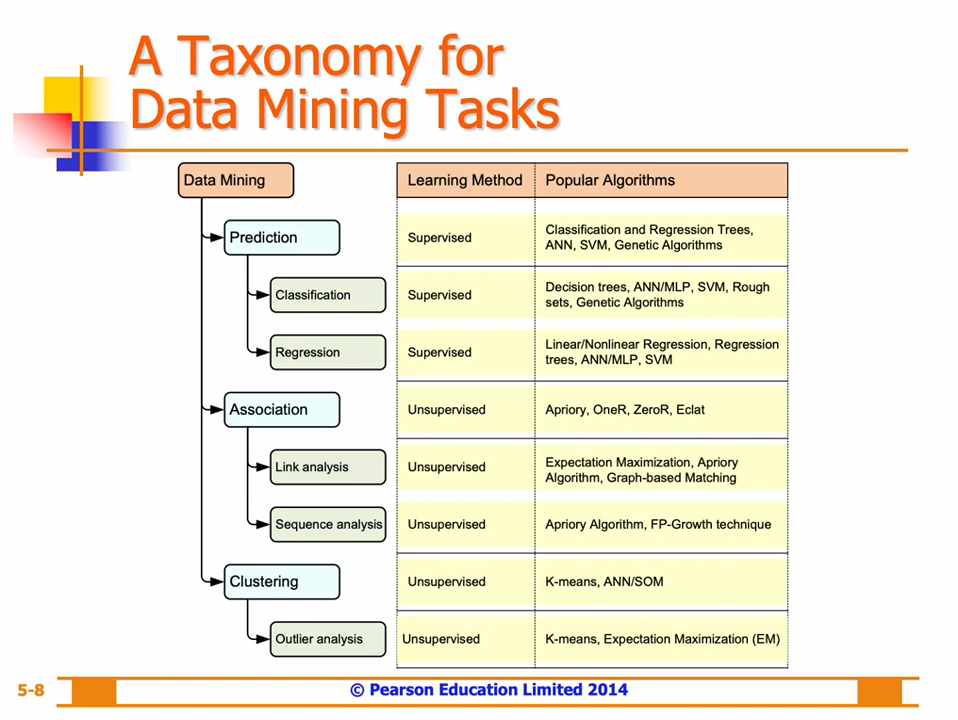 A Taxonomy for
Data Mining Tasks
Data Mining
Learning Method
Popular Algorithms
Prediction
Supervised
Classification and Regression Trees,
ANN, SVM, Genetic Algorithms
Classification
Supervised
Decision trees, ANN/MLP, SVM, Rough
sets, Genetic Algorithms
Regression
Supervised
Linear/Nonlinear Regression, Regression
trees, ANN/MLP, SVM
Association
Unsupervised
Apriory, OneR, ZeroR, Eclat
Link analysis
Unsupervised
Expectation Maximization, Apriory
Algorithm, Graph-based Matching
Sequence analysis
Unsupervised
Apriory Algorithm, FP-Growth technique
Clustering
Unsupervised
K-means, ANN/SOM
Outlier analysis
Unsupervised
K-means, Expectation Maximization (EM)
5-8
© Pearson Education Limited 2014